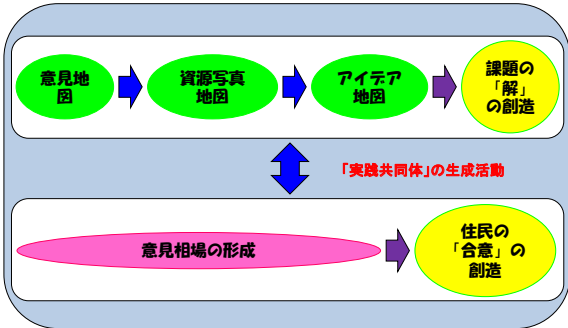 意見地
図
資源写真
地図
アイデア
地図
課題の
「解」
の創造
「実践共同体」の生成活動
意見相場の形成
住民の
「合意」の
創造